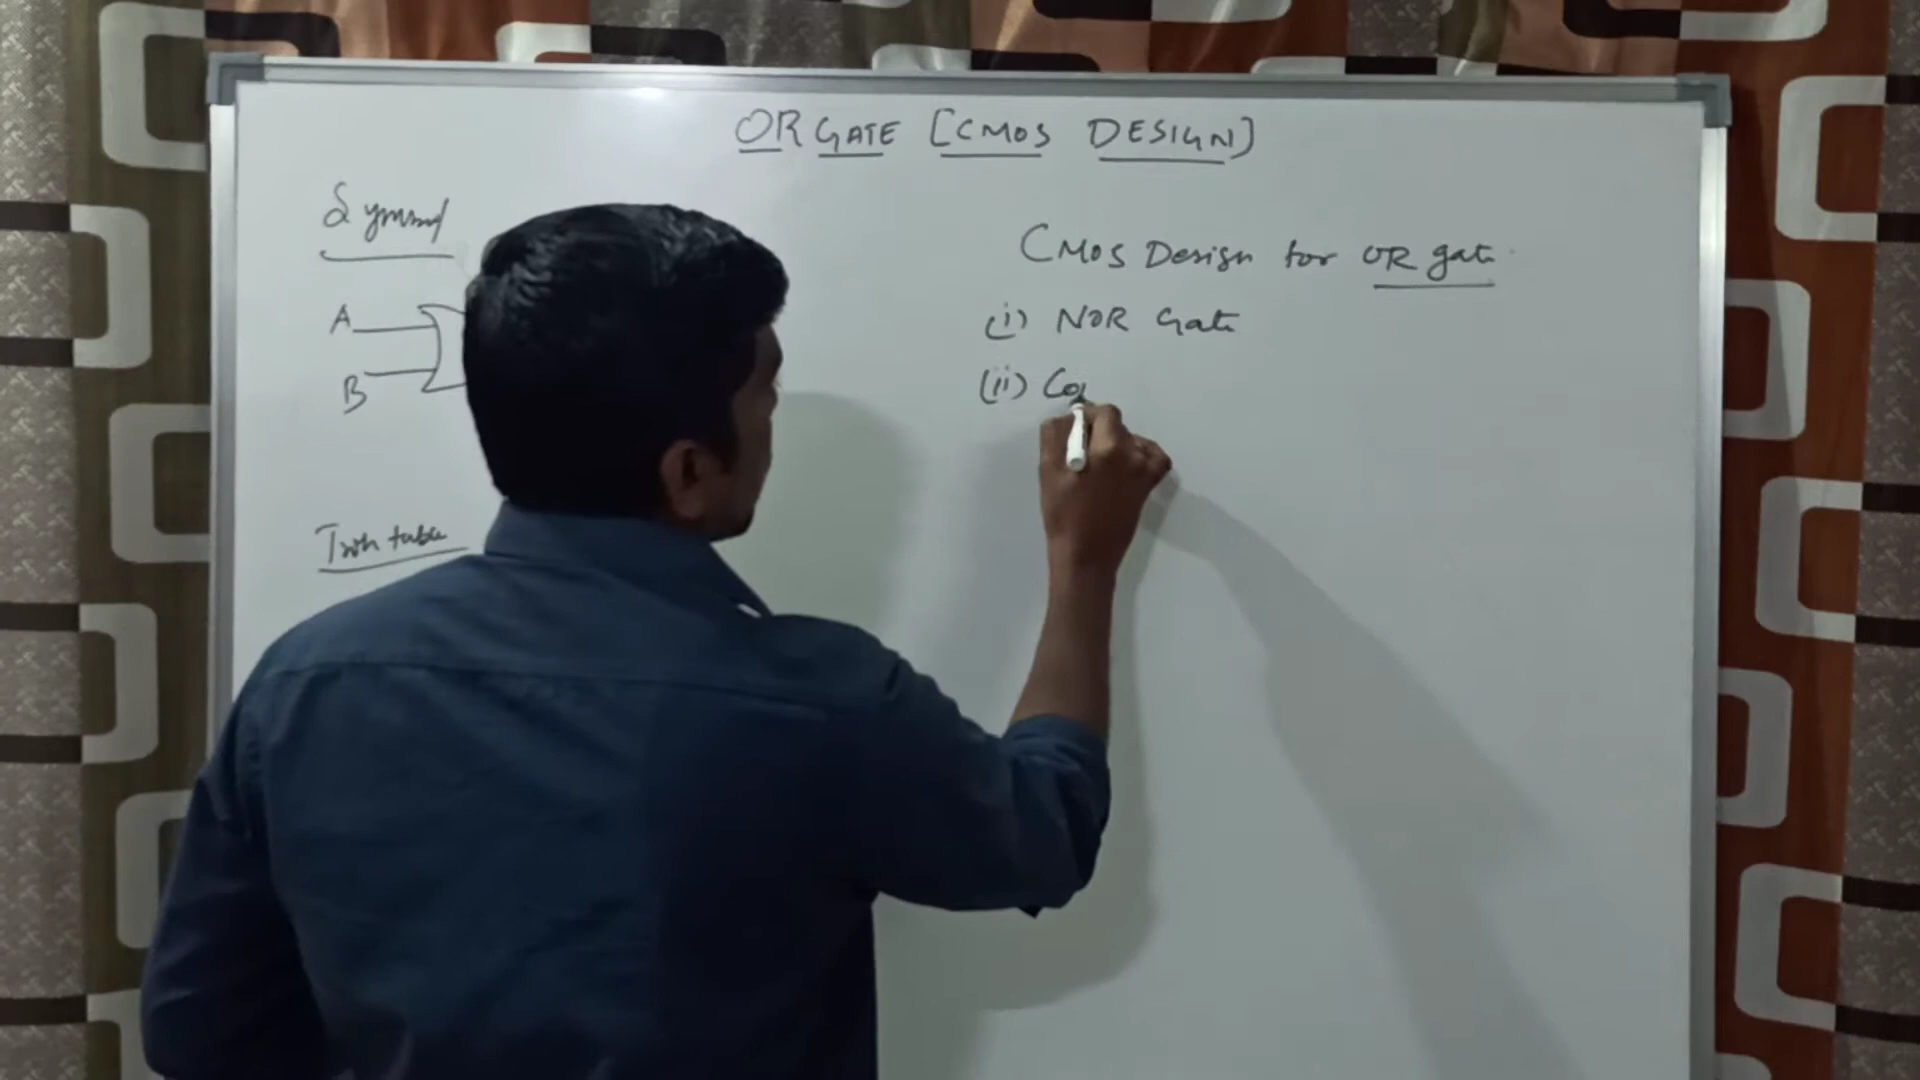 OR GATE [CMOS DESIGN]
Symbol
A
B
Truth table
CMOS Design for OR gate
(i) NOR Gate
(ii) Co